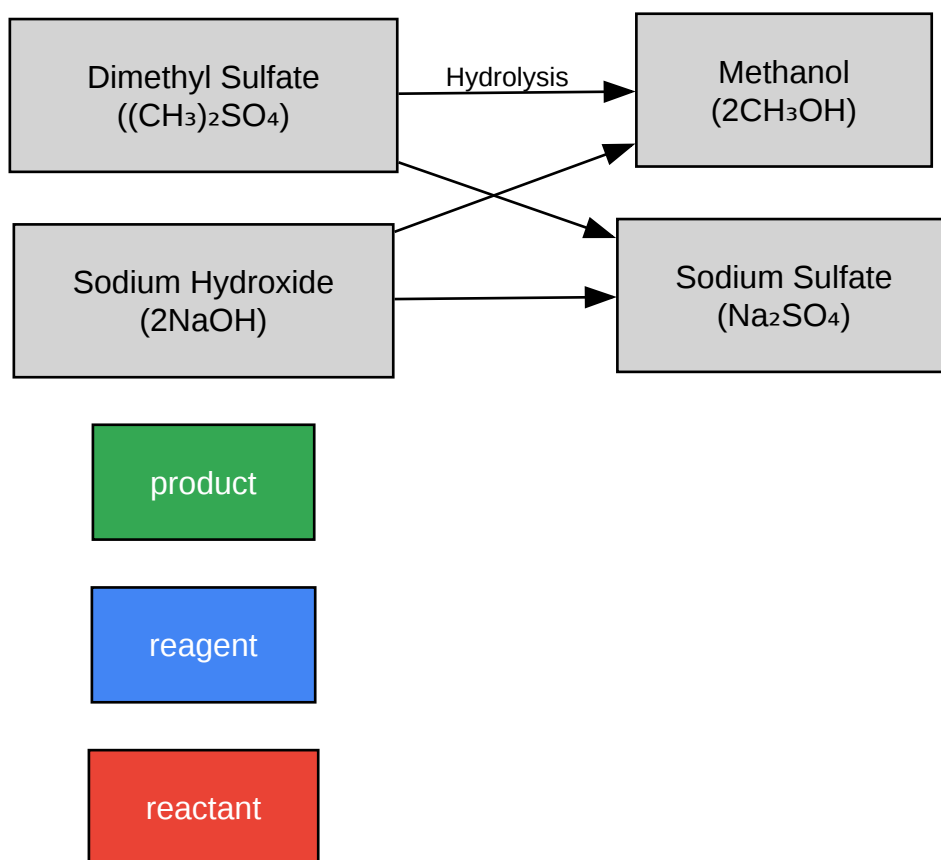 Dimethyl Sulfate
((CH₃)₂SO₄)
Hydrolysis
Methanol
(2CH₃OH)
Sodium Hydroxide
(2NaOH)
Sodium Sulfate
(Na₂SO₄)
product
reagent
reactant